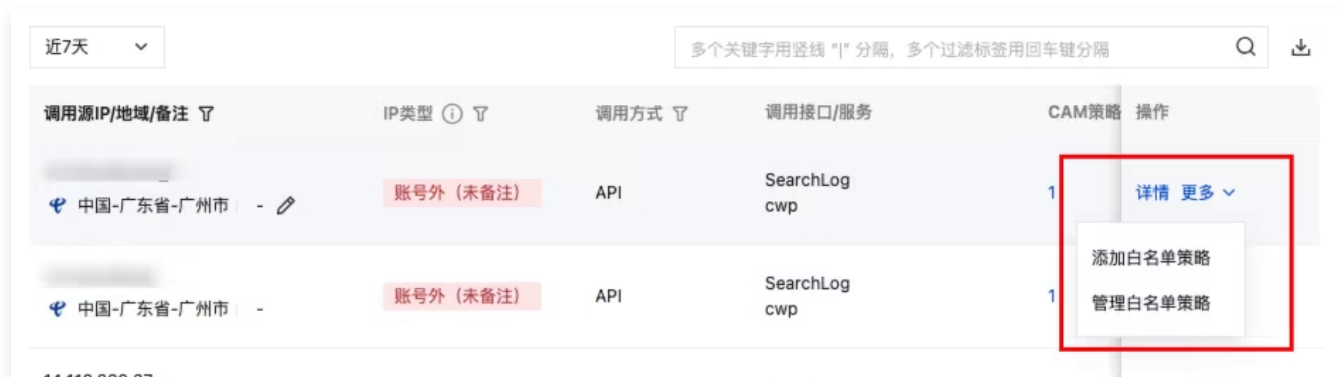 近7天
多个关键字用竖线 "|" 分隔，多个过滤标签用回车键分隔
调用源IP/地域/备注 IP类型 调用方式 调用接口/服务 CAM策略 操作
账号外（未备注） API SearchLog 1 详情 更多
中国-广东省-广州市 - cwp
添加白名单策略
账号外（未备注） API SearchLog 1 管理白名单策略
中国-广东省-广州市 - cwp